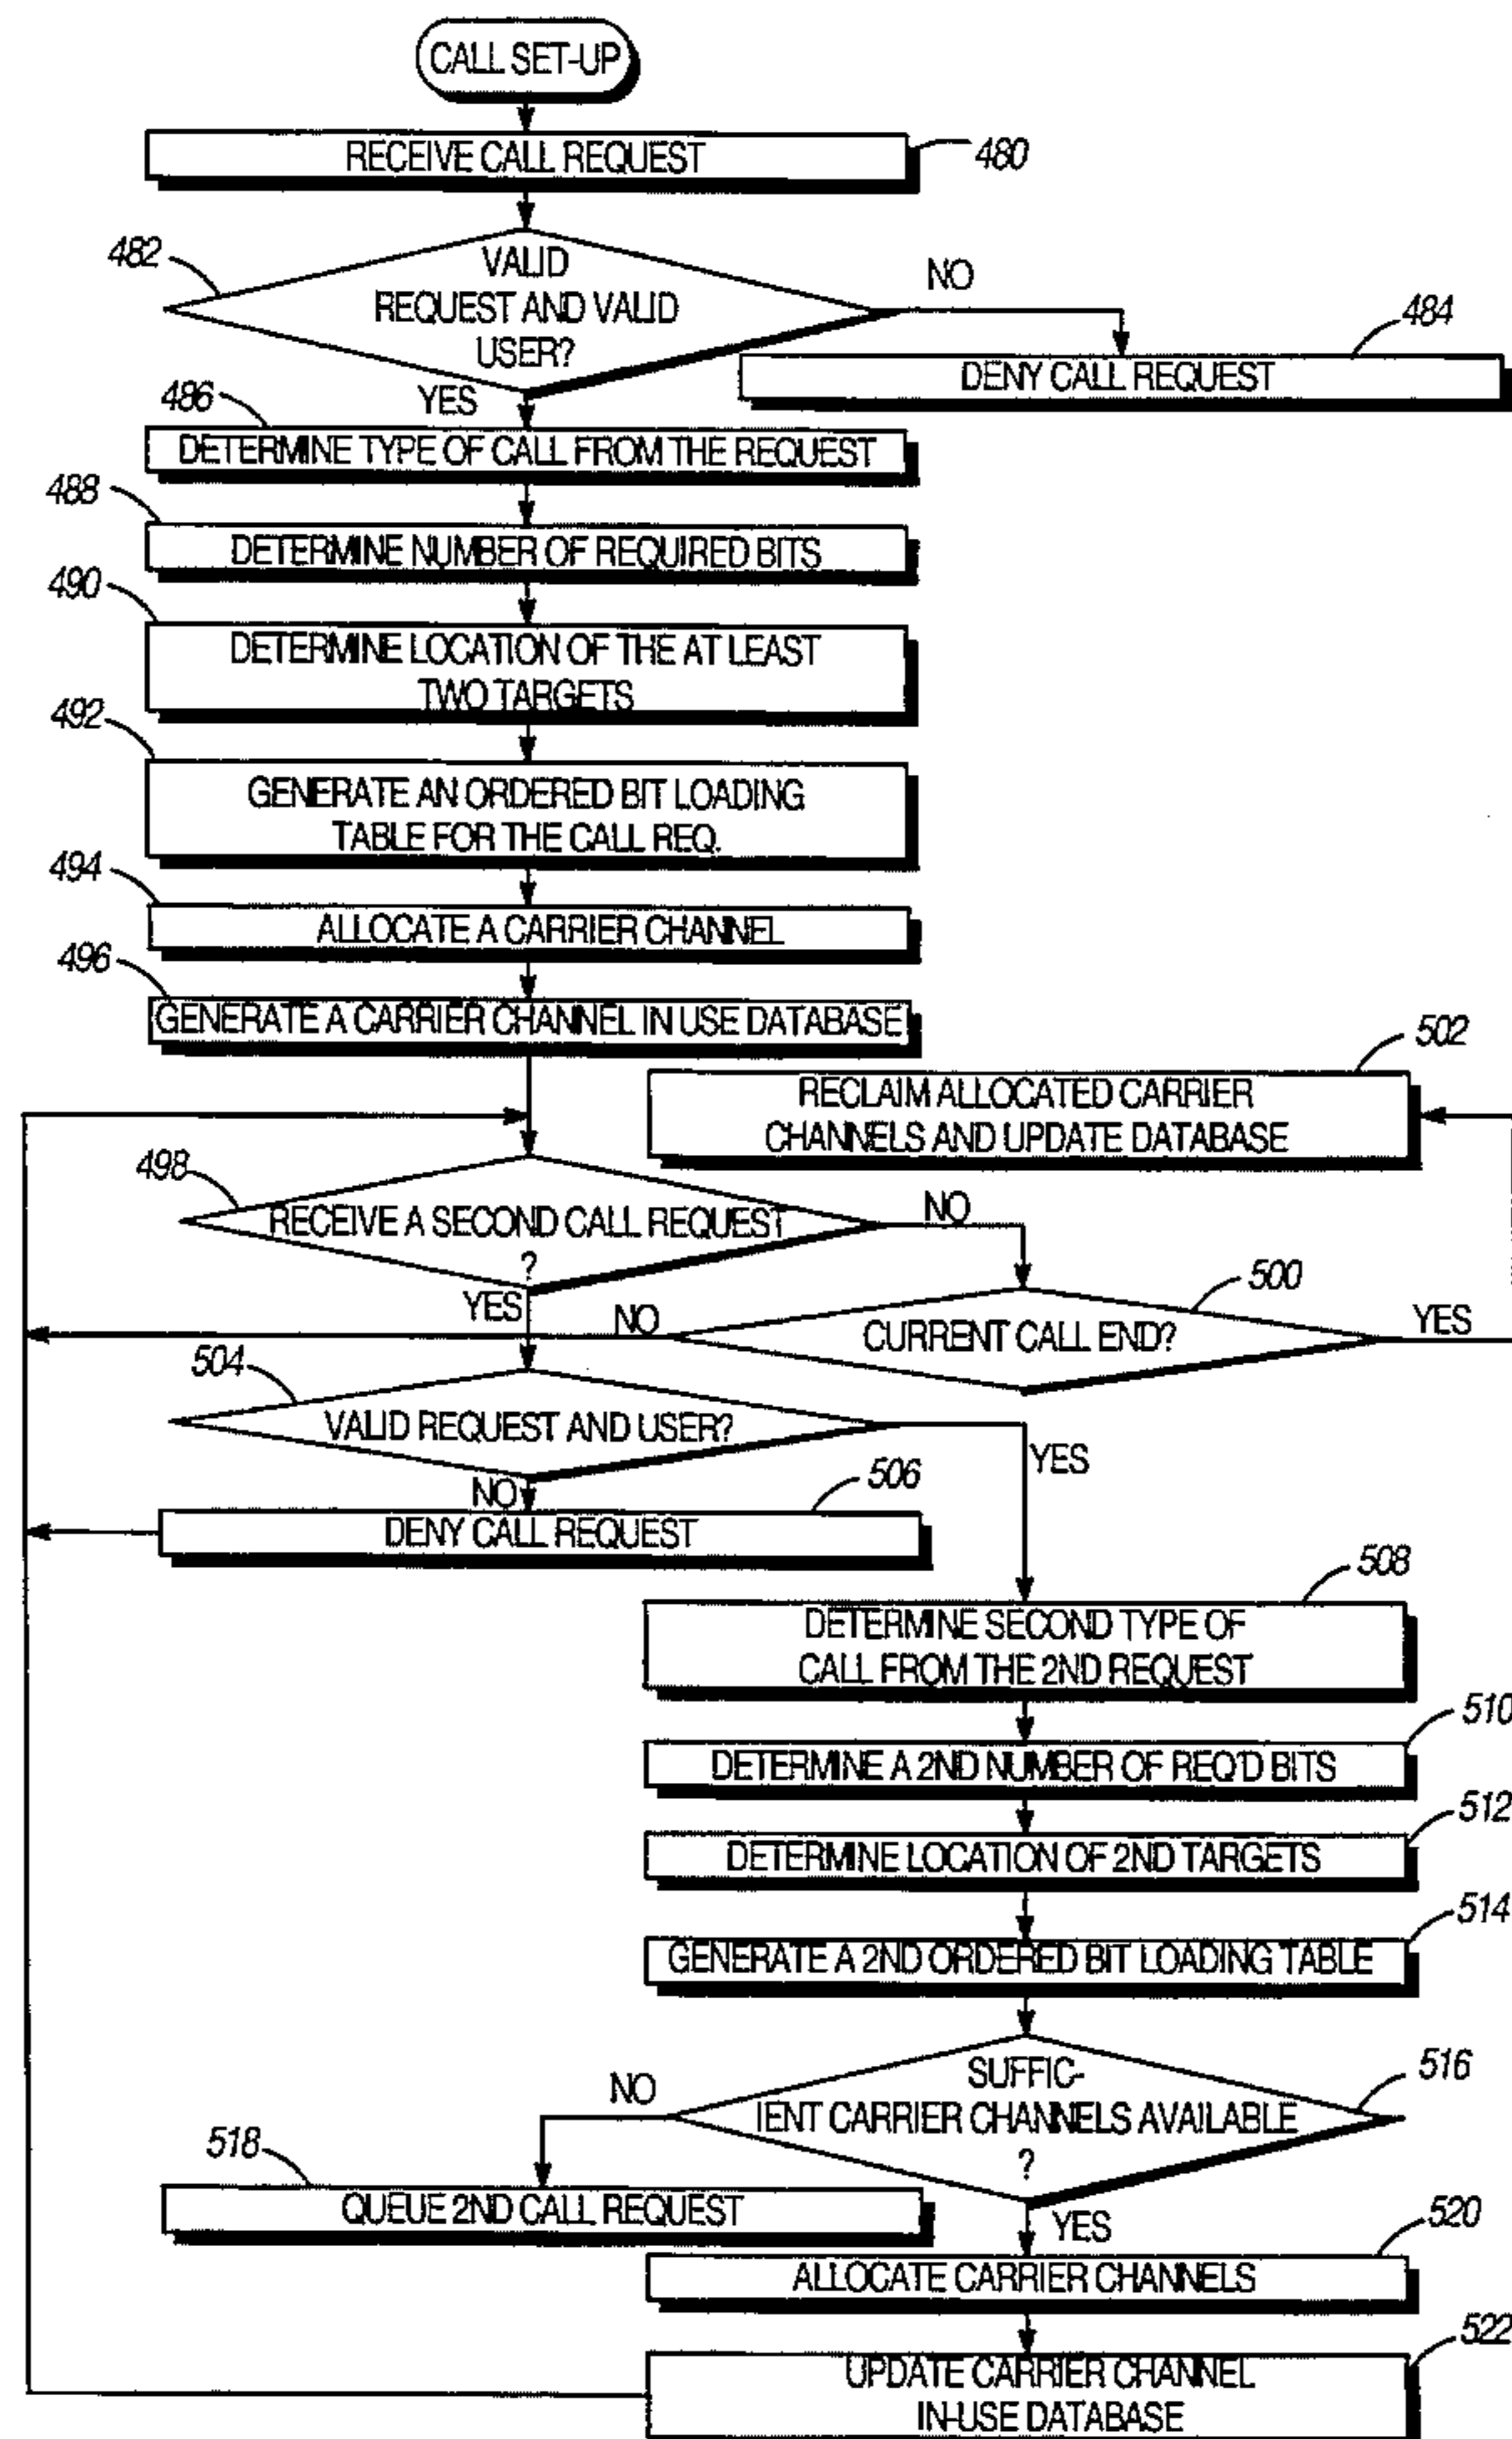 CALL SET-UP
RECEIVE CALL REQUEST
480
482
VALID
REQUEST AND VALID
USER?
NO
484
DENY CALL REQUEST
YES
486
DETERMINE TYPE OF CALL FROM THE REQUEST
488
DETERMINE NUMBER OF REQUIRED BITS
490
DETERMINE LOCATION OF THE AT LEAST
TWO TARGETS
492
GENERATE AN ORDERED BIT LOADING
TABLE FOR THE CALL REQ.
494
ALLOCATE A CARRIER CHANNEL
496
GENERATE A CARRIER CHANNEL IN USE DATABASE
502
RECLAIM ALLOCATED CARRIER
CHANNELS AND UPDATE DATABASE
498
RECEIVE A SECOND CALL REQUEST
?
NO
YES
500
CURRENT CALL END?
NO
YES
504
VALID REQUEST AND USER?
YES
NO
506
DENY CALL REQUEST
508
DETERMINE SECOND TYPE OF
CALL FROM THE 2ND REQUEST
510
DETERMINE A 2ND NUMBER OF REQ'D BITS
512
DETERMINE LOCATION OF 2ND TARGETS
514
GENERATE A 2ND ORDERED BIT LOADING TABLE
516
SUFFIC-
IENT CARRIER CHANNELS AVAILABLE
?
NO
518
QUEUE 2ND CALL REQUEST
YES
520
ALLOCATE CARRIER CHANNELS
522
UPDATE CARRIER CHANNEL
IN-USE DATABASE